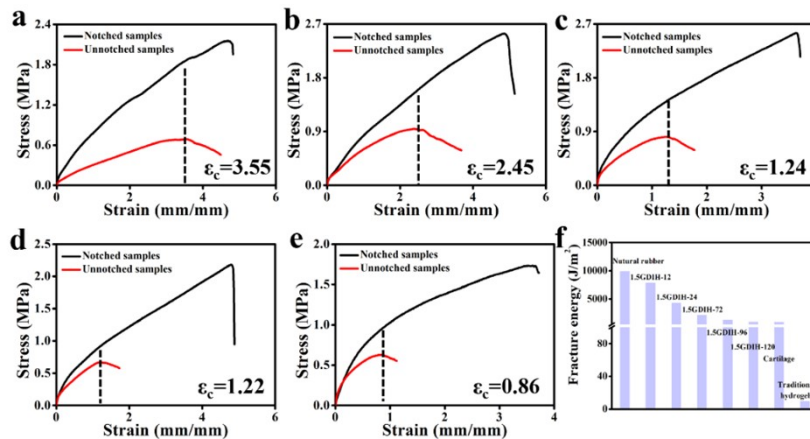 a
2.4
1.8
1.2
0.6
0.0
Stress (MPa)
Notched samples
Unnotched samples
εc=3.55
0 2 4 6
Strain (mm/mm)
b
2.7
1.8
0.9
0.0
Stress (MPa)
Notched samples
Unnotched samples
εc=2.45
0 2 4 6
Strain (mm/mm)
c
2.7
1.8
0.9
0.0
Stress (MPa)
Notched samples
Unnotched samples
εc=1.24
0 1 2 3
Strain (mm/mm)
d
2.5
2.0
1.5
1.0
0.5
0.0
Stress (MPa)
Notched samples
Unnotched samples
εc=1.22
0 2 4 6
Strain (mm/mm)
e
0.8
1.5
1.0
0.5
0.0
Stress (MPa)
Notched samples
Unnotched samples
εc=0.86
0 1 2 3 4
Strain (mm/mm)
f
15000
10000
5000
80
40
0
Fracture energy (J/m²)
Natural rubber
1.5GDIH-12
1.5GDIH-24
1.5GDIH-72
1.5GDIH-96
1.5GDIH-120
Cartilage
Tradition
hydrogel